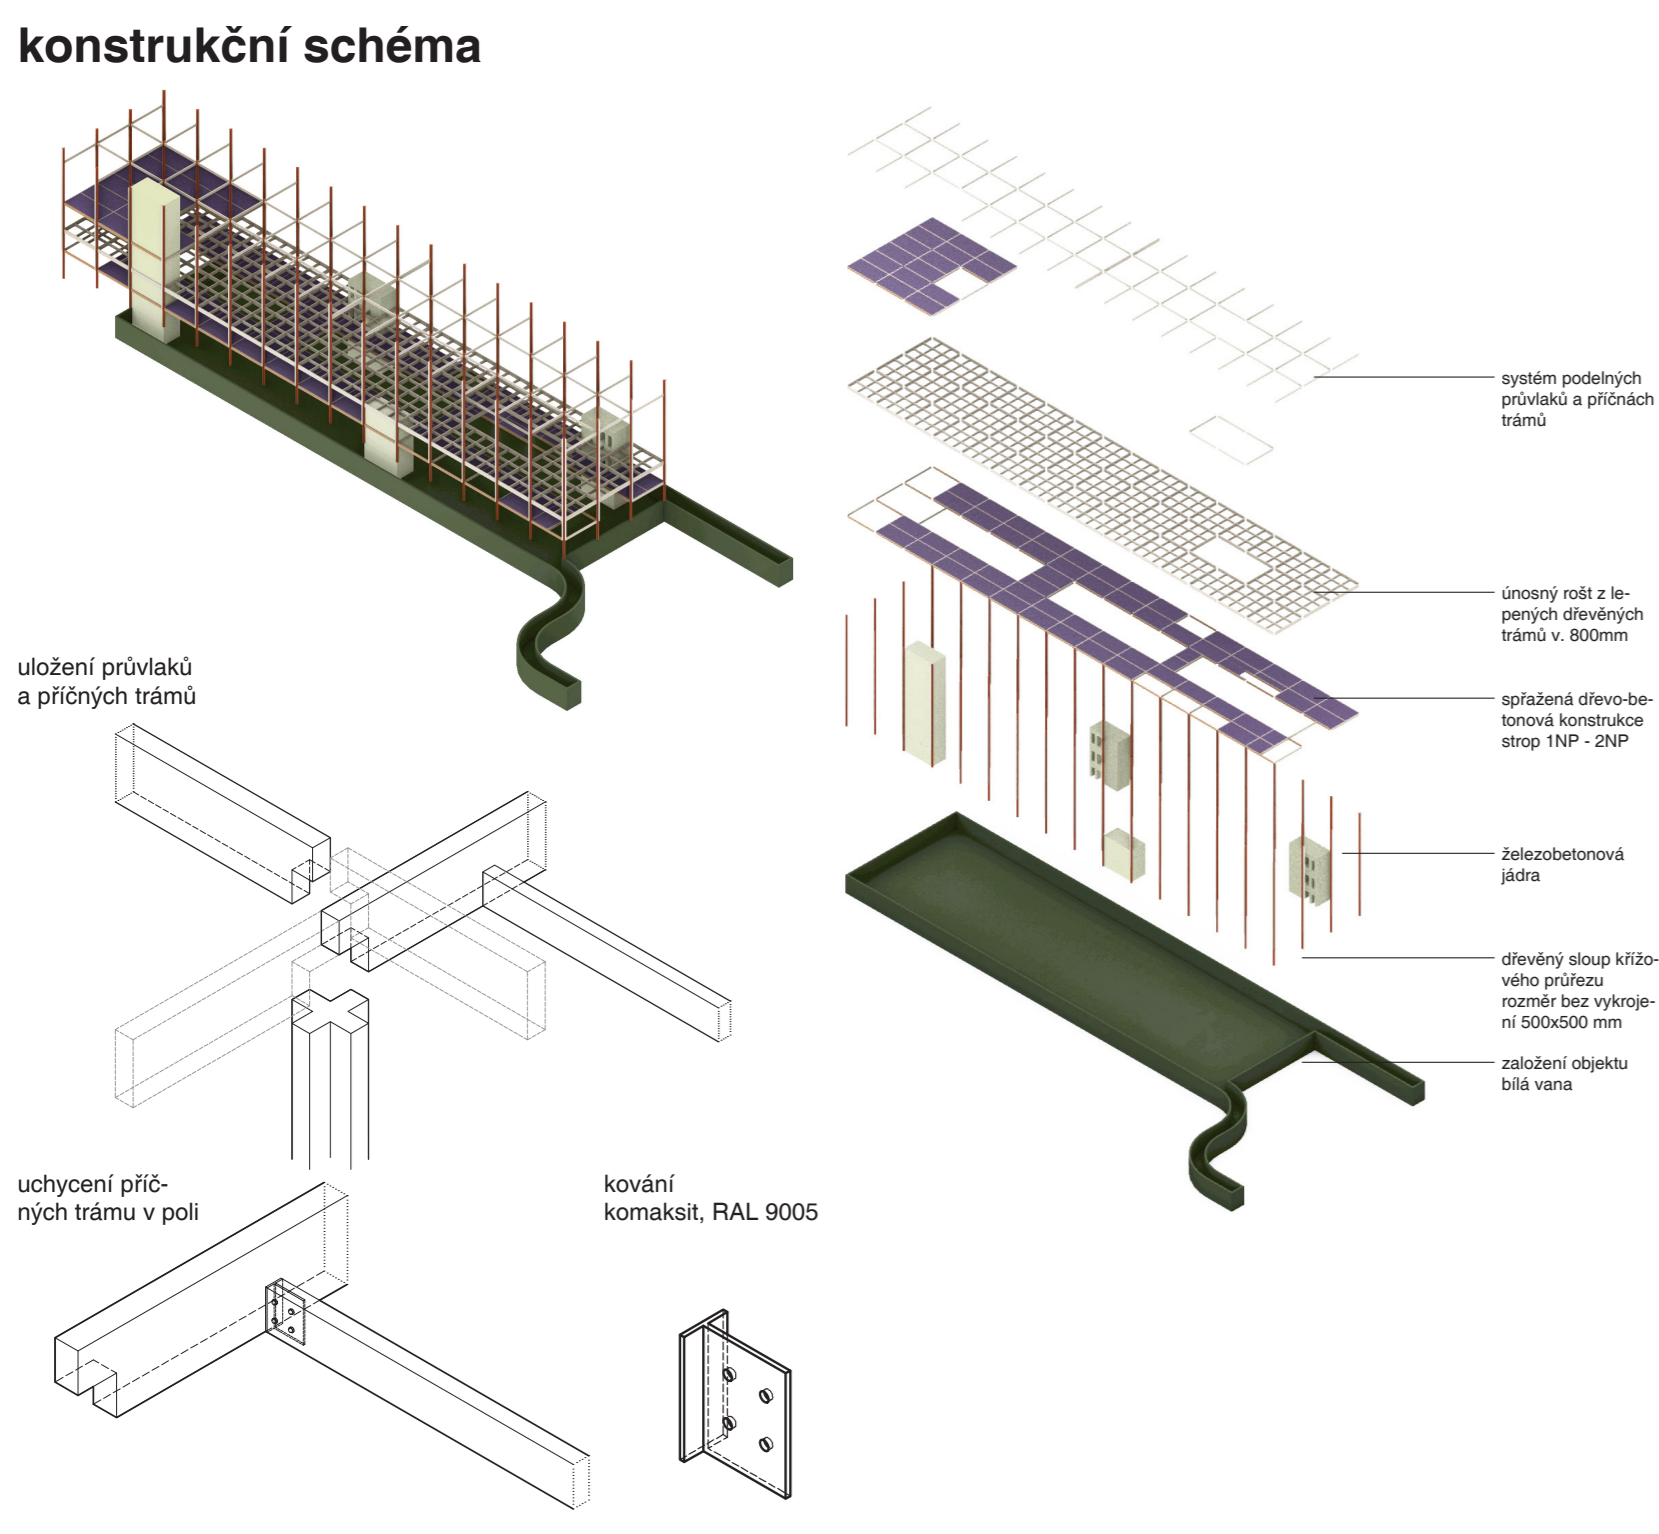 konstrukční schéma
systém podelných
průvlaků a příčnách
trámů
únosný rošt z le-
pených dřevěných
trámů v. 800mm
uložení průvlaků
a příčných trámů
spřažená dřevo-be-
tonová konstrukce
strop 1NP - 2NP
železobetonová
jádra
dřevěný sloup křížo-
vého průřezu
rozměr bez vykroje-
ní 500x500 mm
založení objektu
bílá vana
uchycení příč-
ných trámu v poli
kování
komaksit, RAL 9005